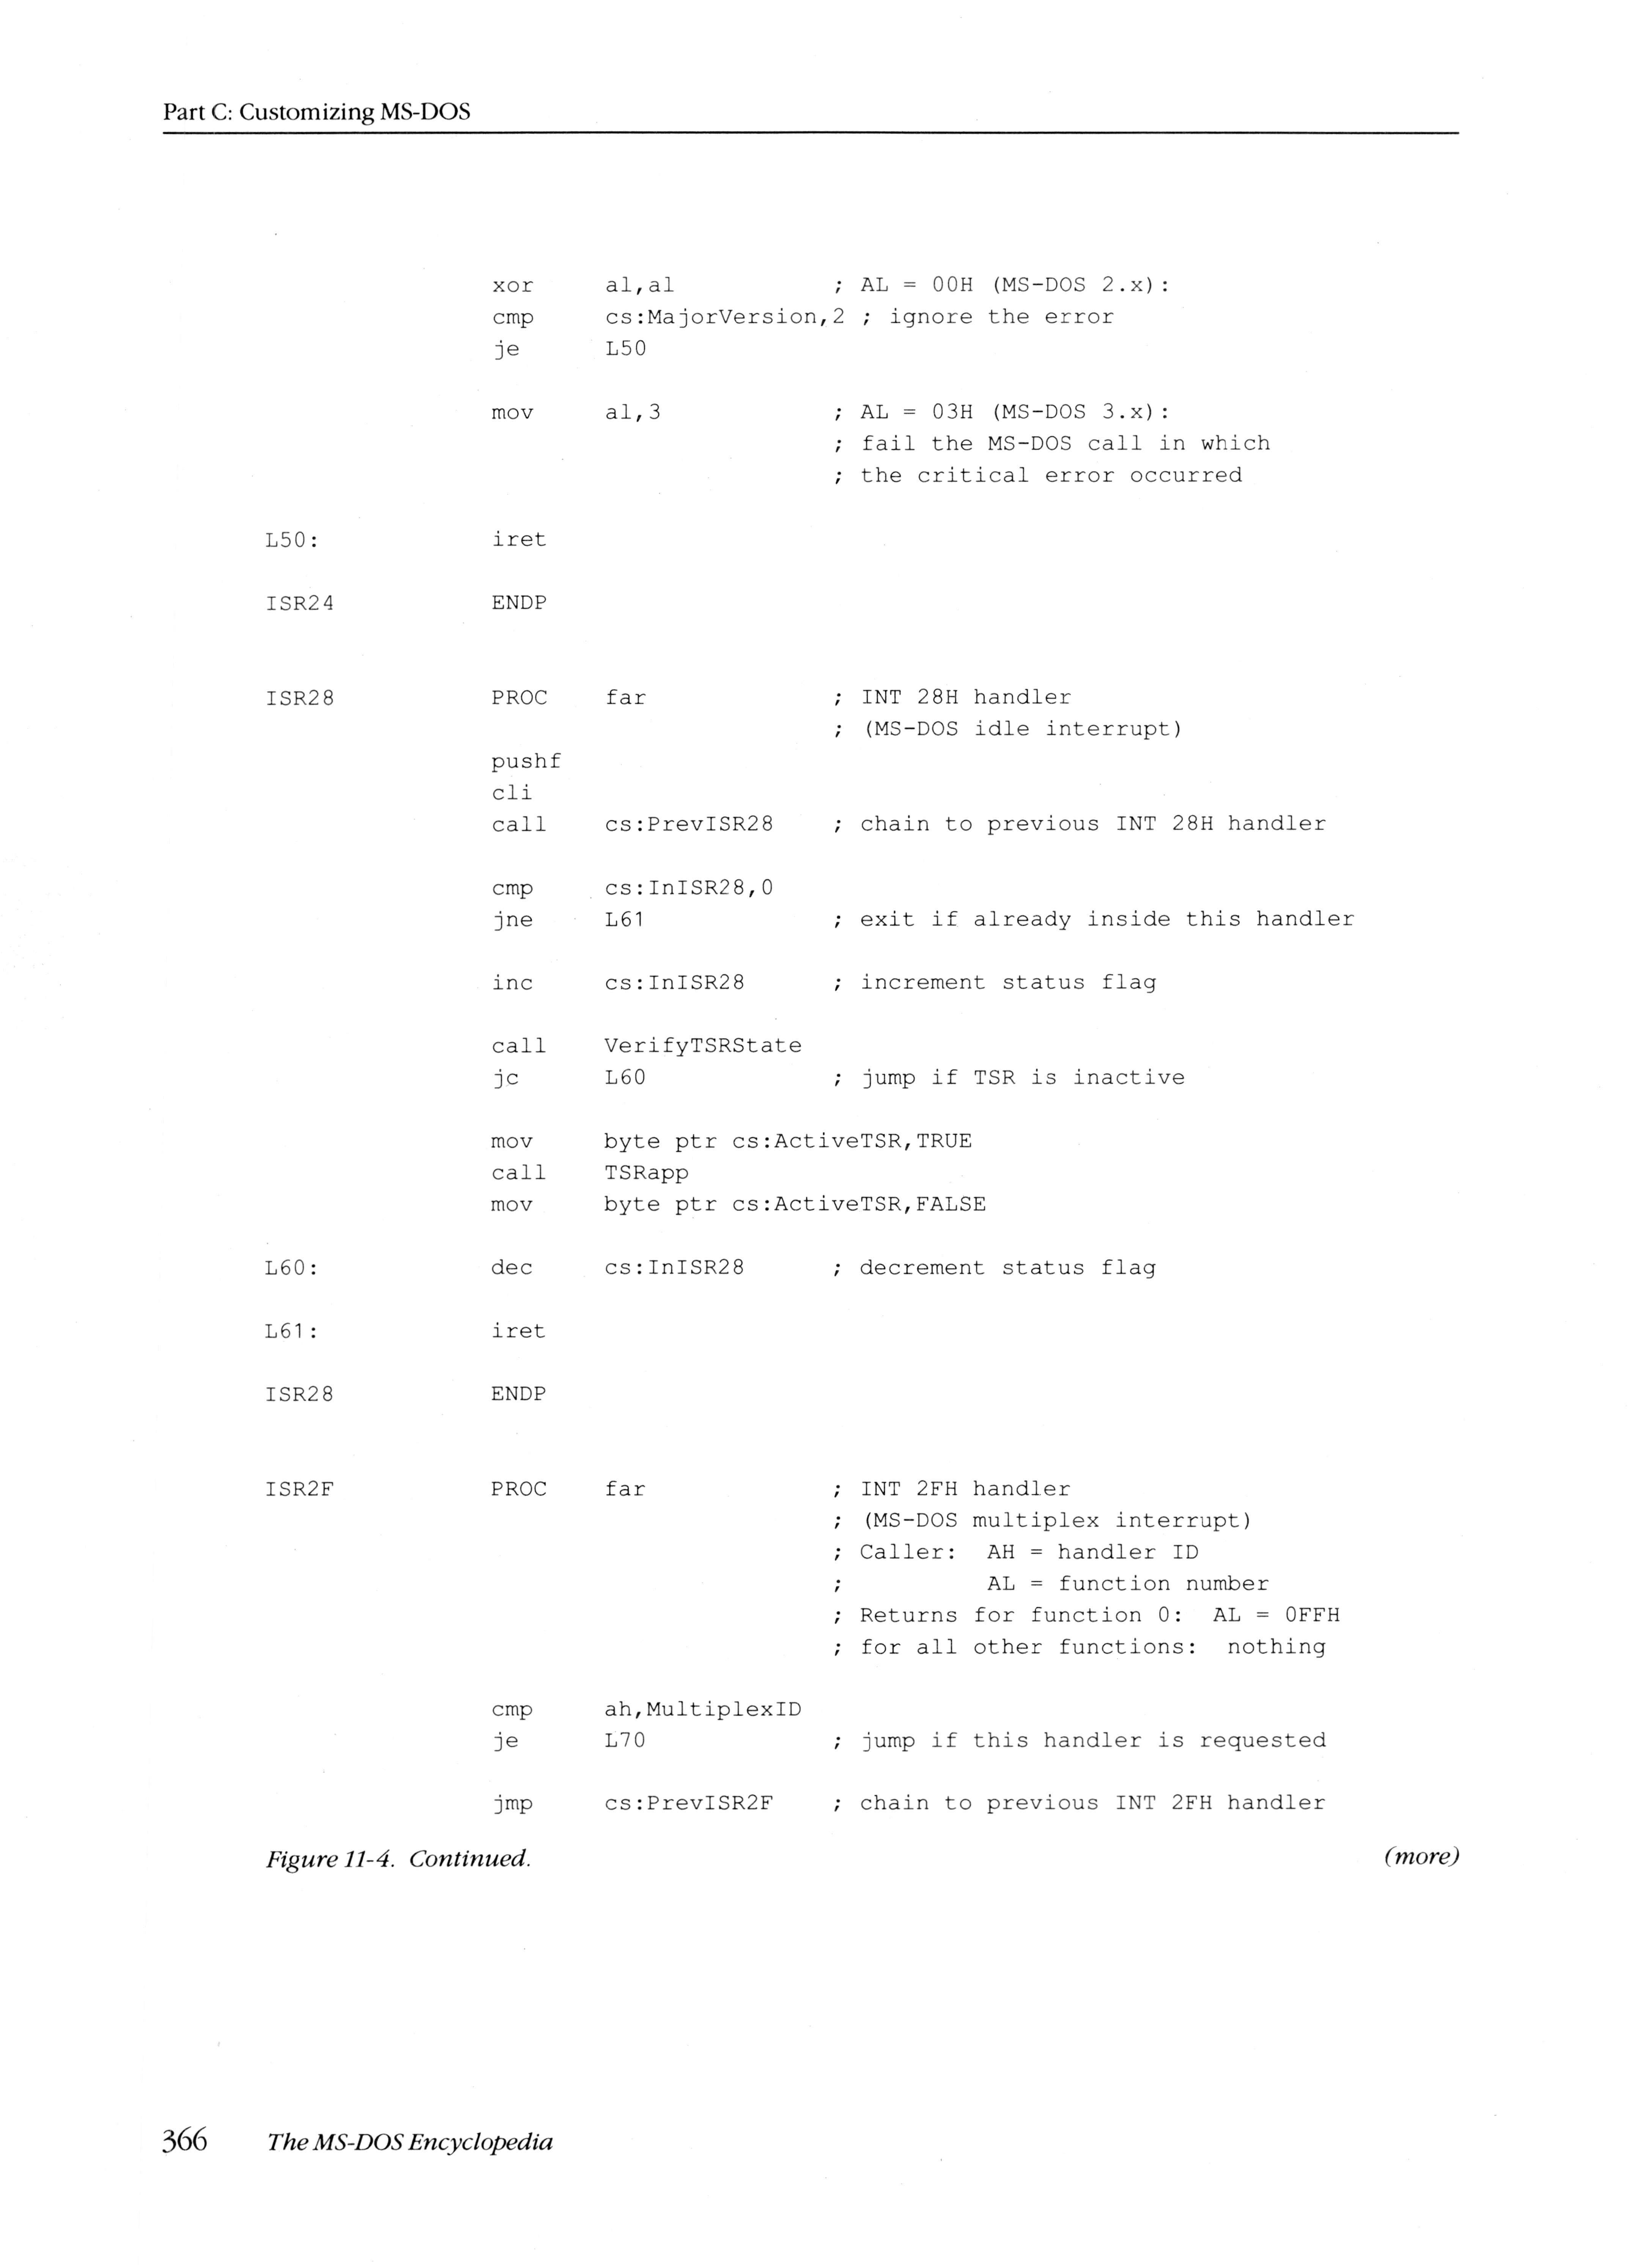 Part C: Customizing MS-DOS
xor al,al ; AL = 00H (MS-DOS 2.x):
cmp cs:MajorVersion,2 ; ignore the error
je L50
mov al,3 ; AL = 03H (MS-DOS 3.x):
; fail the MS-DOS call in which
; the critical error occurred
L50: iret
ISR24 ENDP
ISR28 PROC far ; INT 28H handler
; (MS-DOS idle interrupt)
pushf
cli
call cs:PrevISR28 ; chain to previous INT 28H handler
cmp cs:InISR28,0
jne L61 ; exit if already inside this handler
inc cs:InISR28 ; increment status flag
call VerifyTSRState
jc L60 ; jump if TSR is inactive
mov byte ptr cs:ActiveTSR,TRUE
call TSRapp
mov byte ptr cs:ActiveTSR,FALSE
L60: dec cs:InISR28 ; decrement status flag
L61: iret
ISR28 ENDP
ISR2F PROC far ; INT 2FH handler
; (MS-DOS multiplex interrupt)
; Caller: AH = handler ID
; AL = function number
; Returns for function 0: AL = 0FFH
; for all other functions: nothing
cmp ah,MultiplexID
je L70 ; jump if this handler is requested
jmp cs:PrevISR2F ; chain to previous INT 2FH handler
Figure 11-4. Continued. (more)
366 The MS-DOS Encyclopedia